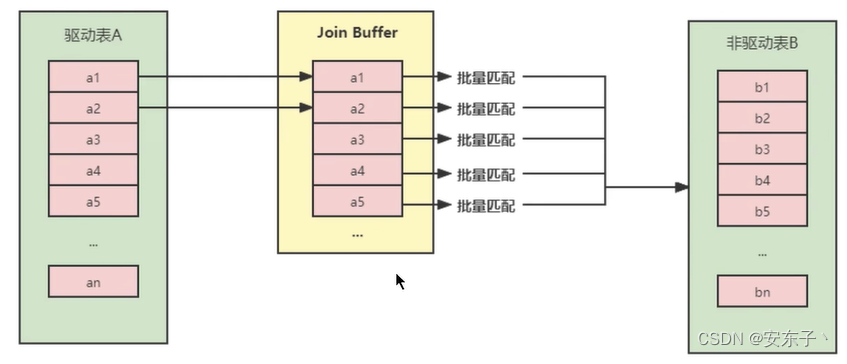 驱动表A
a1
a2
a3
a4
a5
...
an
Join Buffer
a1
a2
a3
a4
a5
...
批量匹配
批量匹配
批量匹配
批量匹配
批量匹配
非驱动表B
b1
b2
b3
b4
b5
...
bn
CSDN @安东子丶